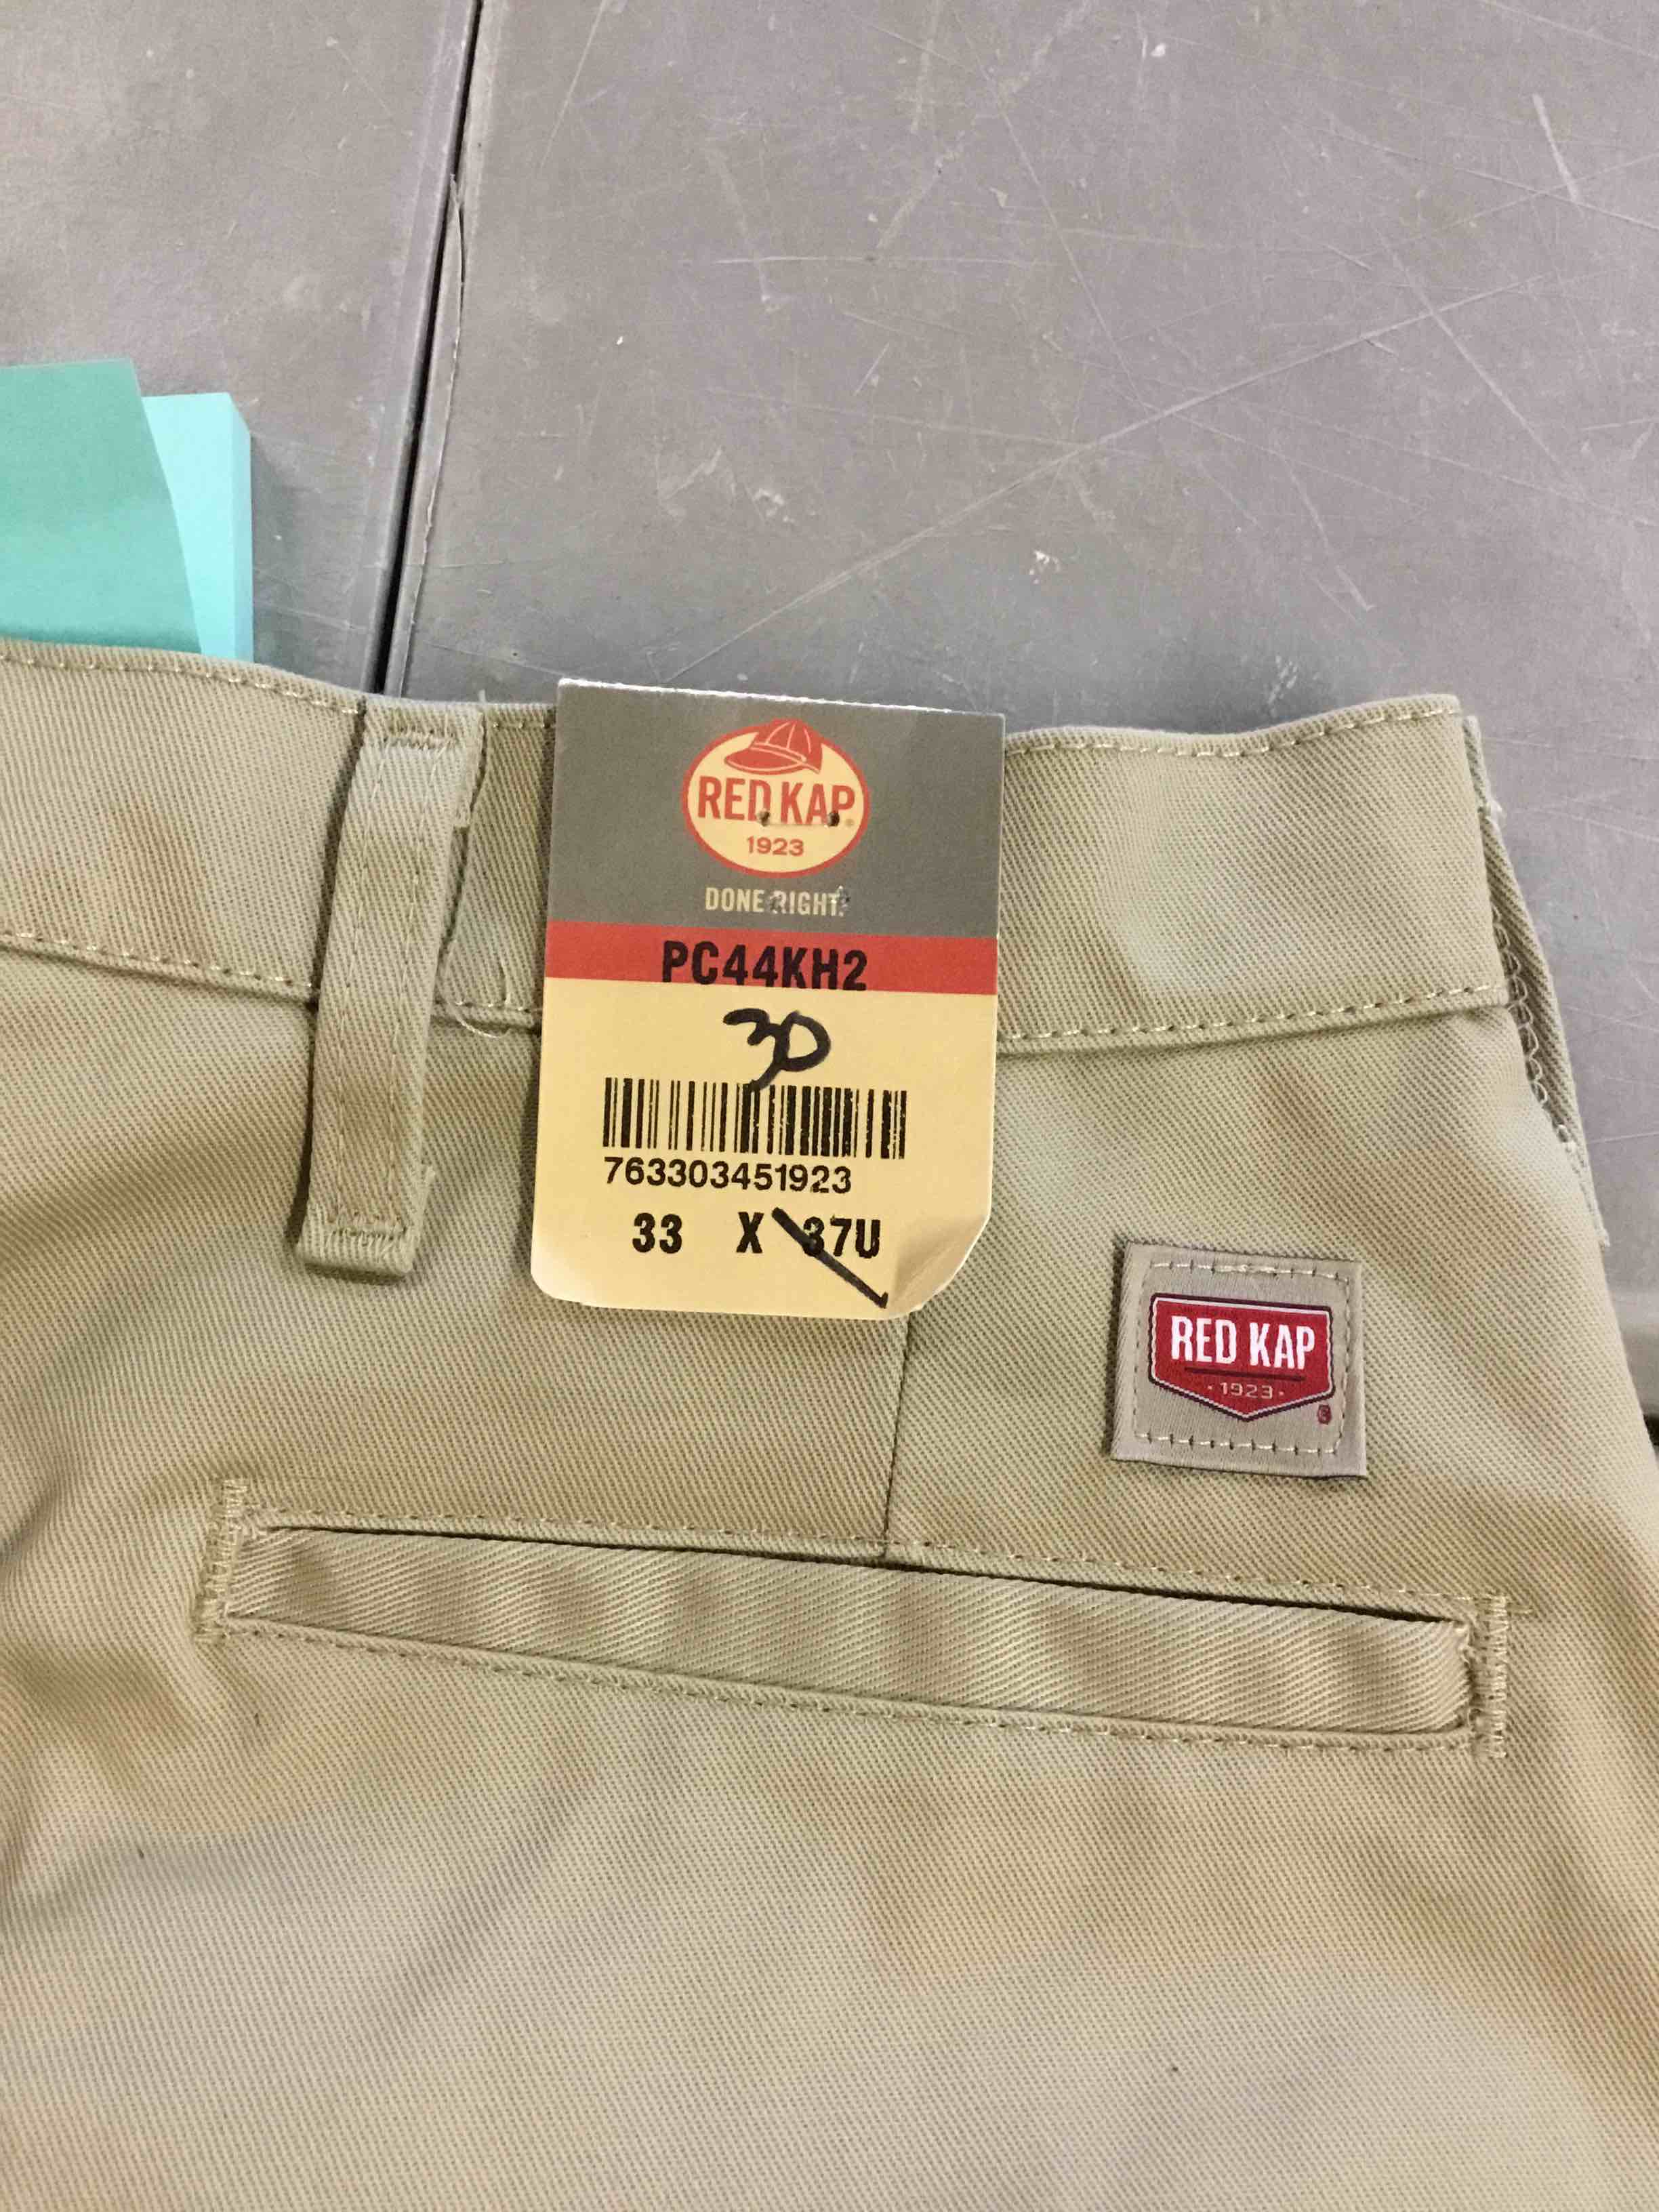 RED KAP
1923
DONE RIGHT.
PC44KH2
30
763303451923
33 X 37U
RED KAP
·1923·